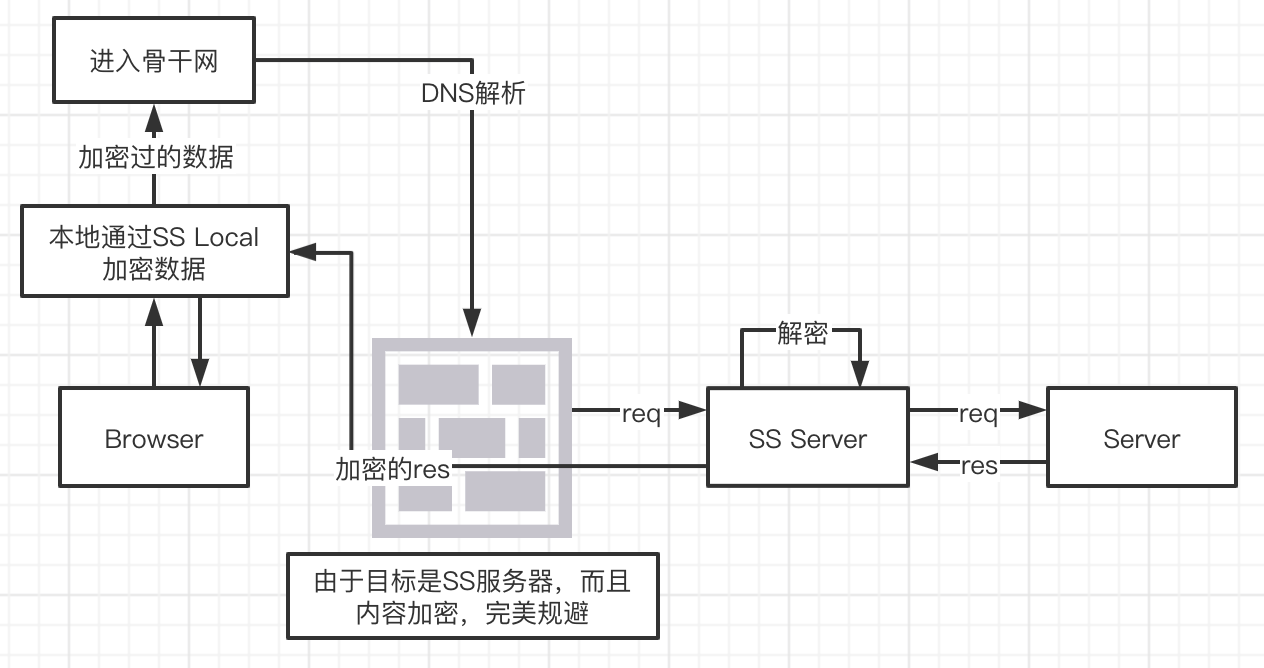 进入骨干网
DNS解析
加密过的数据
本地通过SS Local
加密数据
解密
Browser
加密的res
req
SS Server
req
res
Server
由于目标是SS服务器，而且
内容加密，完美规避